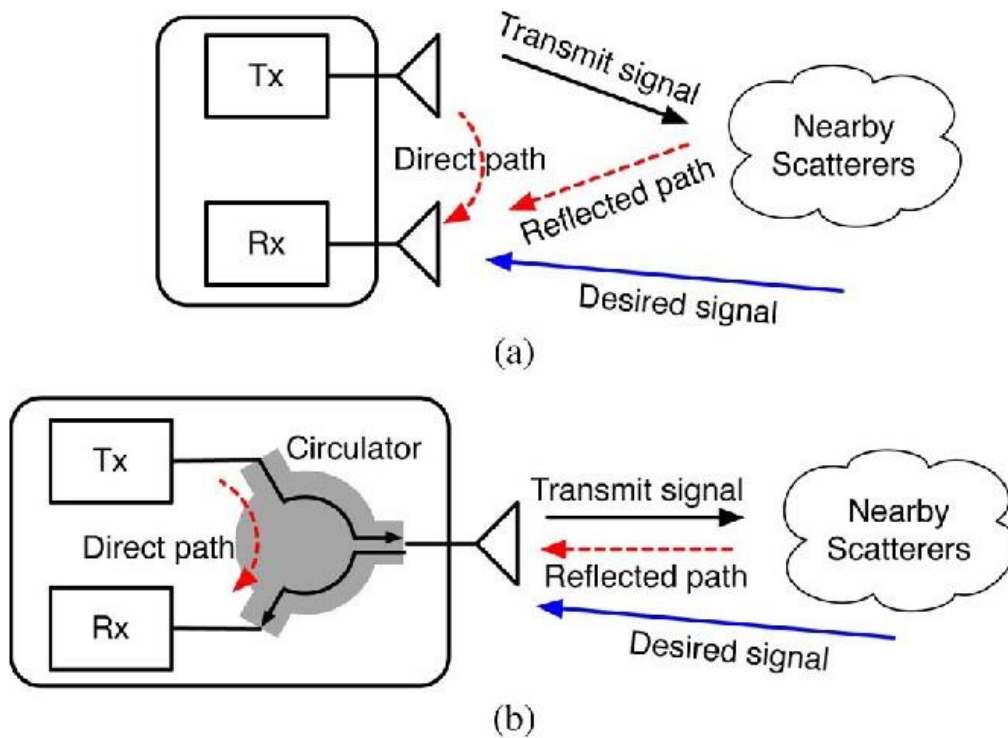 Tx
Transmit signal
Nearby
Scatterers
Direct path
Reflected path
Rx
Desired signal
(a)
Tx
Circulator
Transmit signal
Nearby
Scatterers
Direct path
Reflected path
Rx
Desired signal
(b)